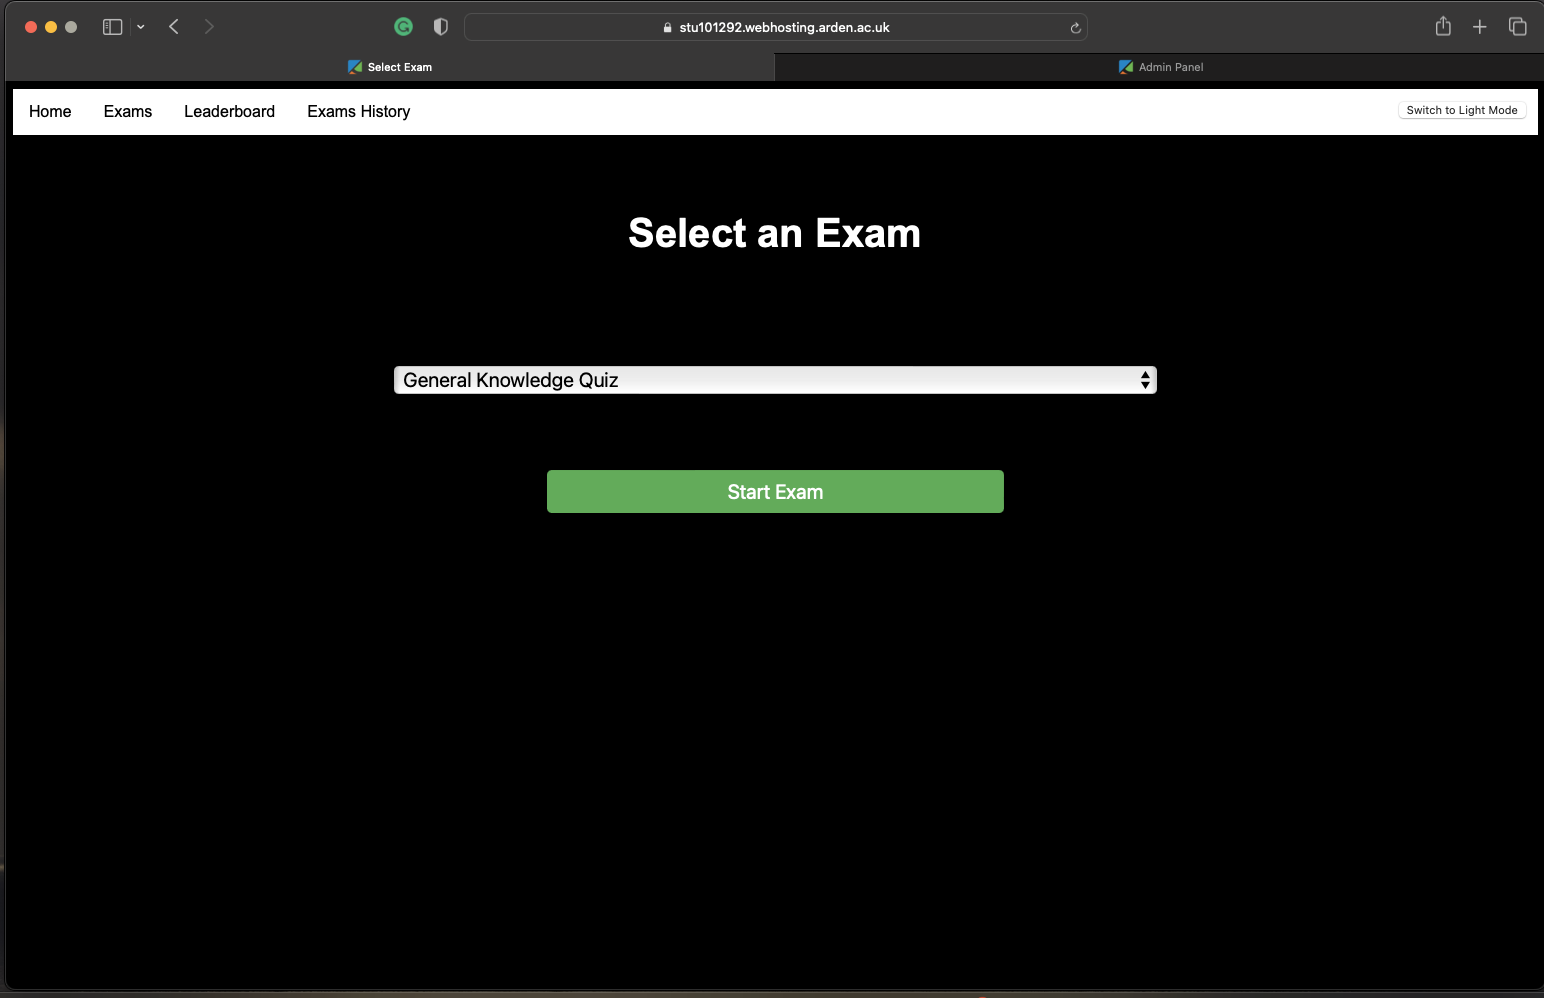 stu101292.webhosting.arden.ac.uk
Select Exam
Admin Panel
Home Exams Leaderboard Exams History Switch to Light Mode
Select an Exam
General Knowledge Quiz
Start Exam